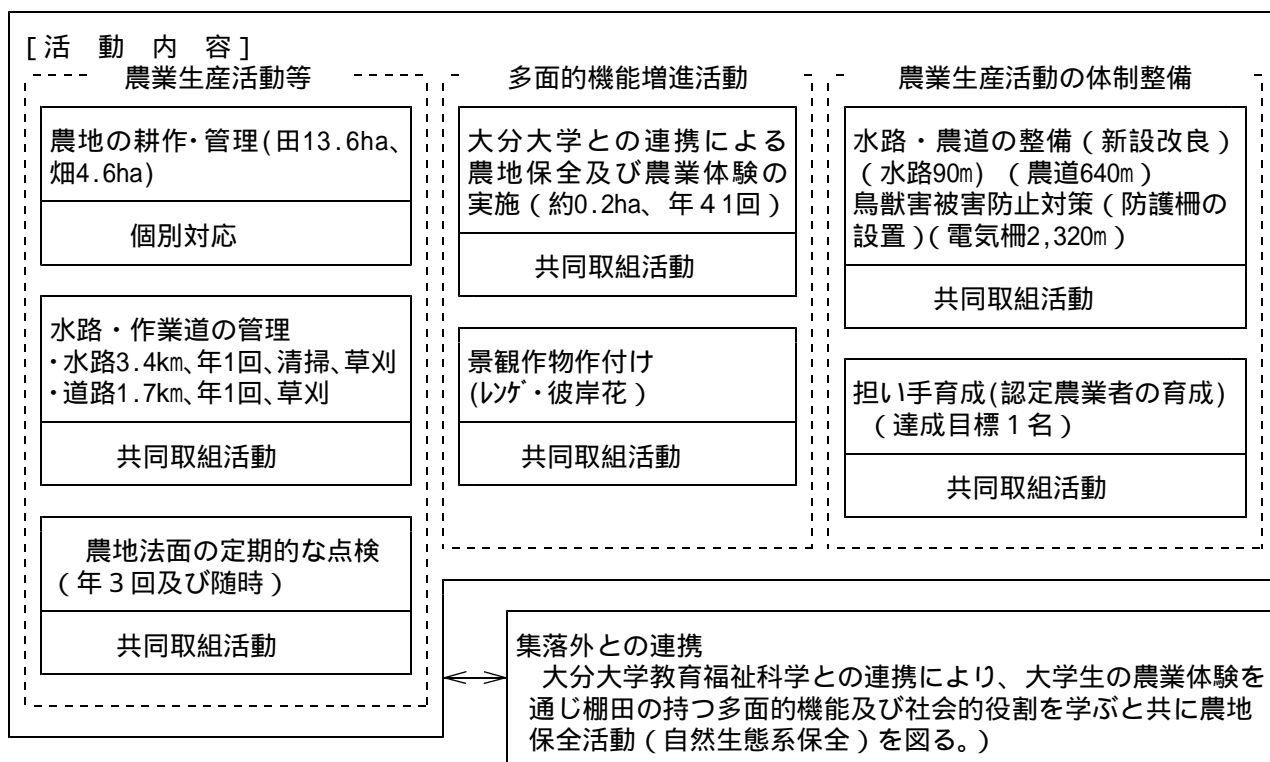 [活 動 内 容]
農業生産活動等
農地の耕作・管理(田13.6ha、
畑4.6ha)
個別対応
水路・作業道の管理
・水路3.4km、年1回、清掃、草刈
・道路1.7km、年1回、草刈
共同取組活動
農地法面の定期的な点検
(年3回及び随時)
共同取組活動
多面的機能増進活動
大分大学との連携による
農地保全及び農業体験の
実施(約0.2ha、年41回)
共同取組活動
景観作物作付け
(ﾚﾝｹﾞ・彼岸花)
共同取組活動
農業生産活動の体制整備
水路・農道の整備(新設改良)
(水路90m) (農道640m)
鳥獣害被害防止対策(防護柵の
設置)(電気柵2,320m)
共同取組活動
担い手育成(認定農業者の育成)
(達成目標1名)
共同取組活動
集落外との連携
大分大学教育福祉科学との連携により、大学生の農業体験を
通じ棚田の持つ多面的機能及び社会的役割を学ぶと共に農地
保全活動(自然生態系保全)を図る。)